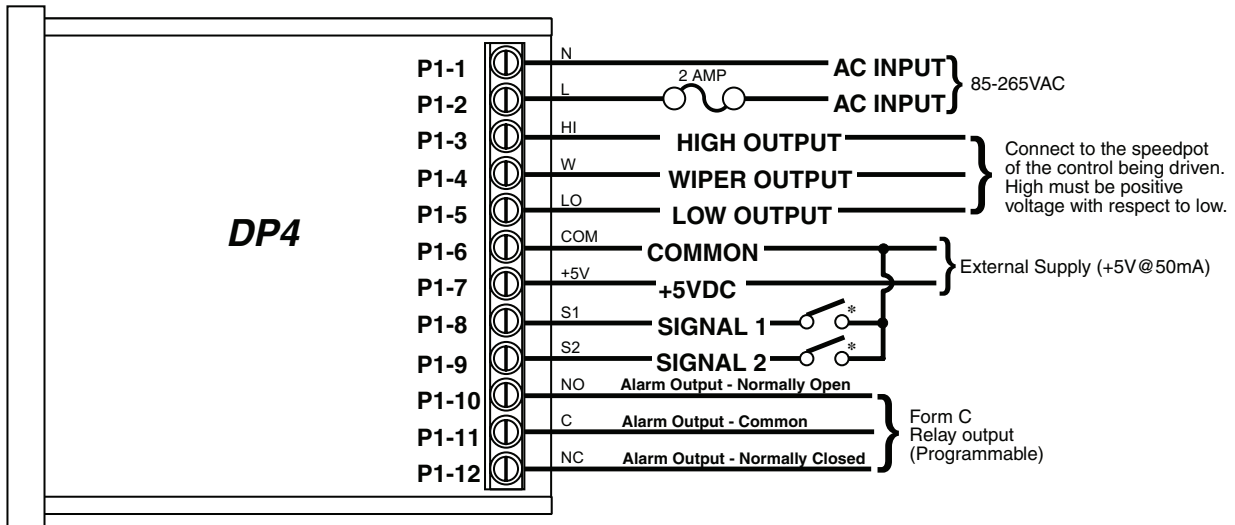 DP4
P1-1 N AC INPUT
2 AMP
85-265VAC
P1-2 L AC INPUT
P1-3 HI HIGH OUTPUT
P1-4 W WIPER OUTPUT
P1-5 LO LOW OUTPUT
Connect to the speedpot
of the control being driven.
High must be positive
voltage with respect to low.
P1-6 COM COMMON
P1-7 +5V +5VDC
External Supply (+5V@50mA)
P1-8 S1 SIGNAL 1 *
P1-9 S2 SIGNAL 2 *
P1-10 NO Alarm Output - Normally Open
P1-11 C Alarm Output - Common
P1-12 NC Alarm Output - Normally Closed
Form C
Relay output
(Programmable)